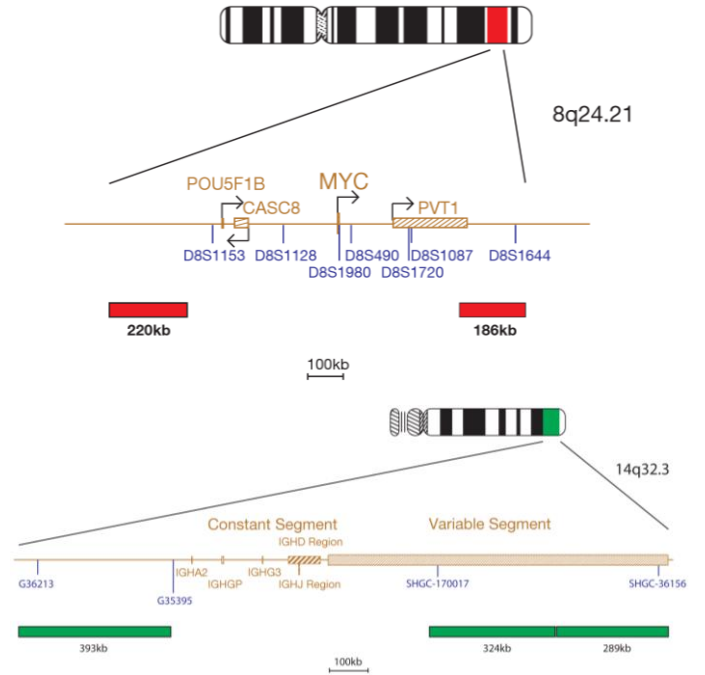 8q24.21
POU5F1B
MYC
CASC8
PVT1
D8S1153
D8S1128
D8S490
D8S1087
D8S1644
D8S1980
D8S1720
220kb
186kb
100kb
14q32.3
Constant Segment
Variable Segment
IGHD Region
IGHA2
IGHGP
IGHG3
IGHJ Region
G36213
G35395
SHGC-170017
SHGC-36156
393kb
324kb
289kb
100kb